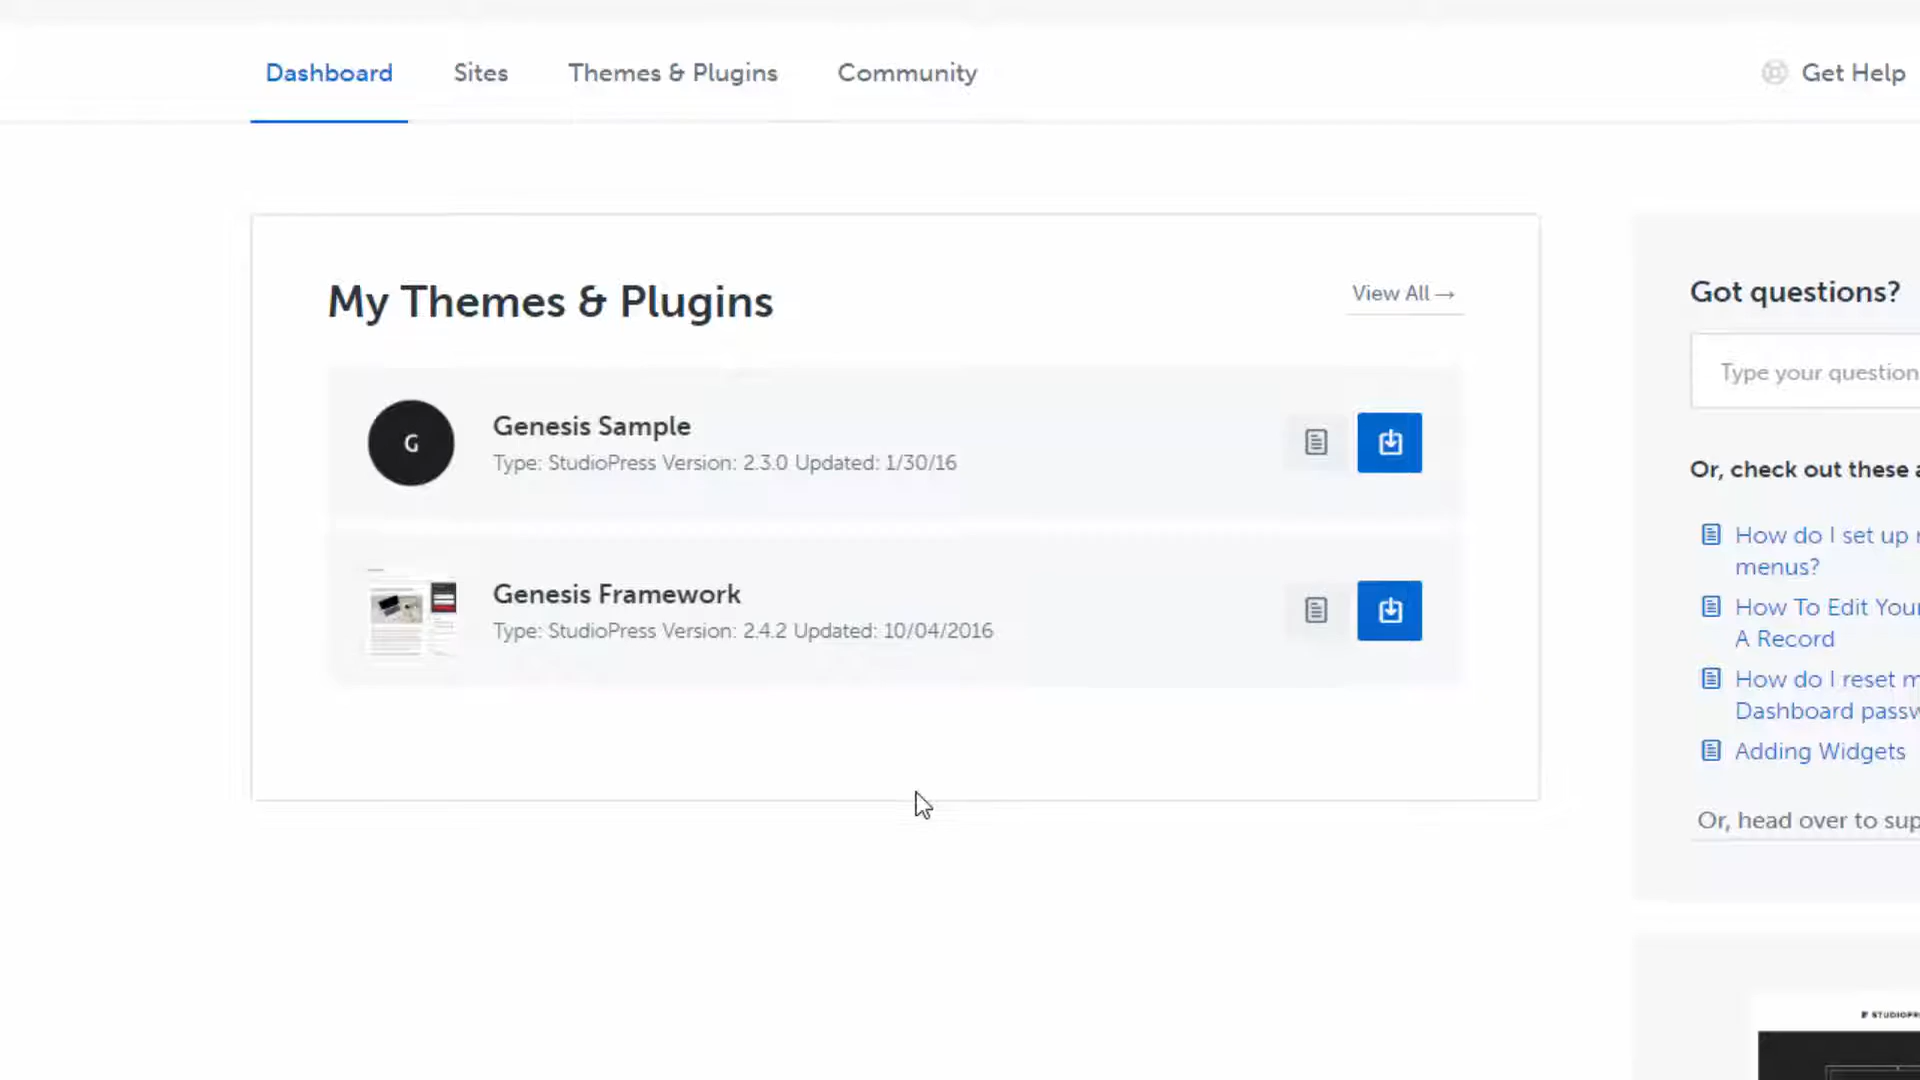 Dashboard
Sites
Themes & Plugins
Community
Get Help
My Themes & Plugins
View All →
G
Genesis Sample
Type: StudioPress Version: 2.3.0 Updated: 1/30/16
Genesis Framework
Type: StudioPress Version: 2.4.2 Updated: 10/04/2016
Got questions?
Type your question
Or, check out these
How do I set up
menus?
How To Edit Your
A Record
How do I reset
Dashboard
Adding Widgets
Or, head over to